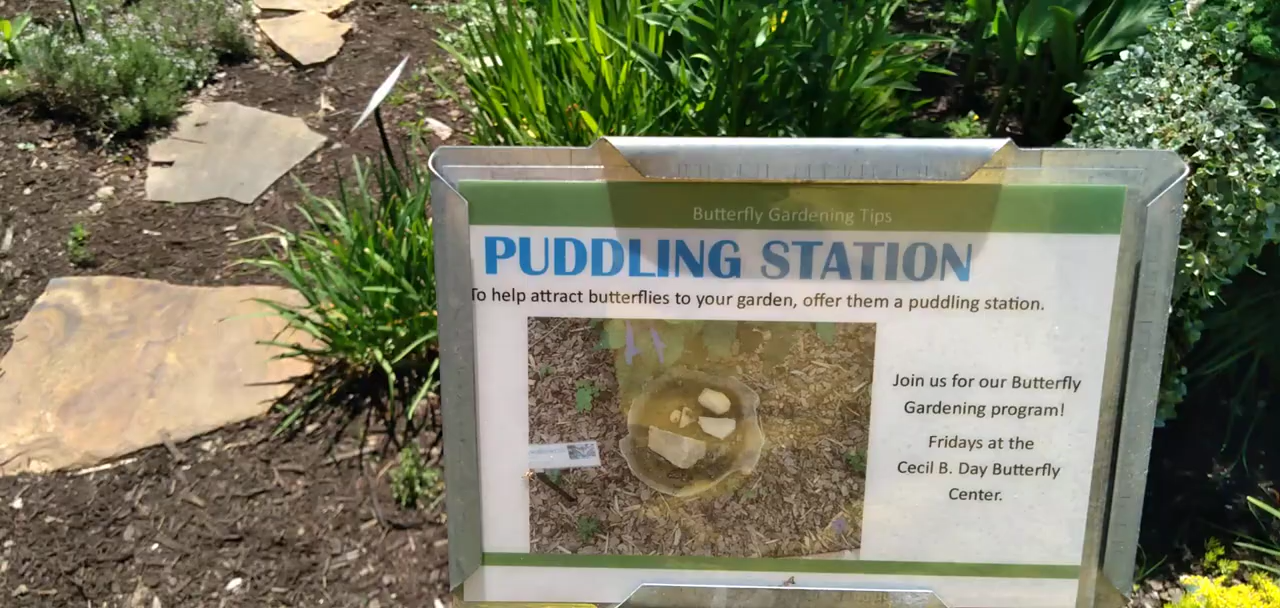 Butterfly Gardening Tips
PUDDLING STATION
To help attract butterflies to your garden, offer them a puddling station.
Join us for our Butterfly
Gardening program!
Fridays at the
Cecil B. Day Butterfly
Center.